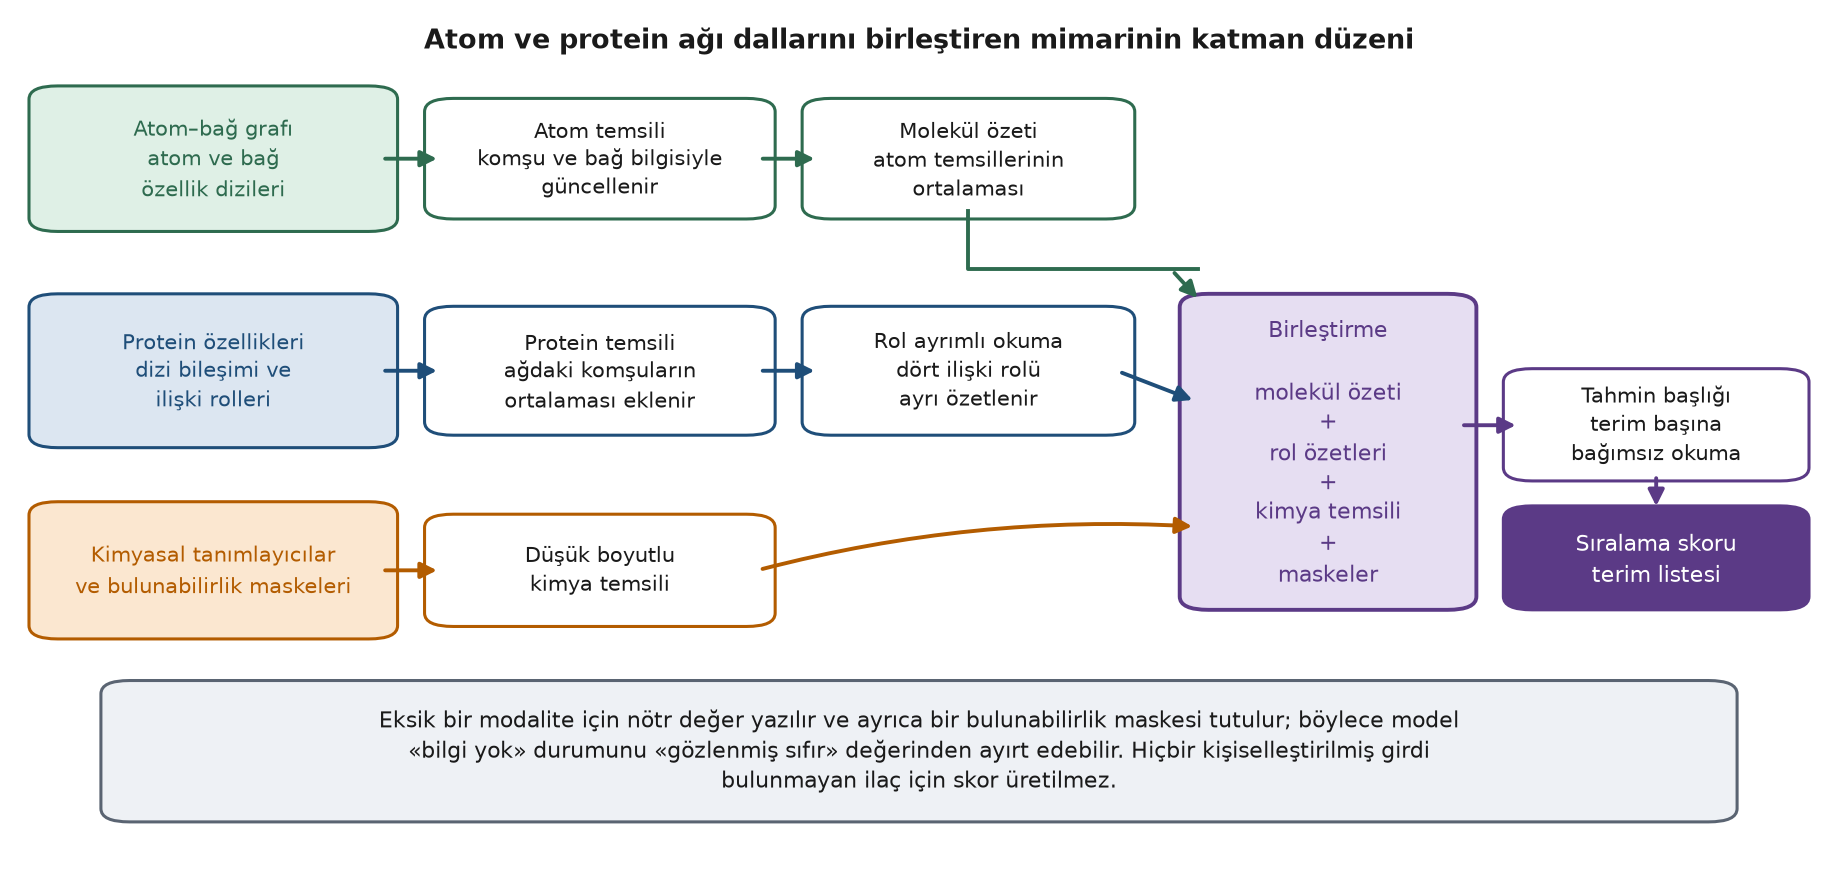 Atom ve protein ağı dallarını birleştiren mimarinin katman düzeni
Atom–bağ grafı
atom ve bağ
özellik dizileri
Atom temsili
komşu ve bağ bilgisiyle
güncellenir
Molekül özeti
atom temsillerinin
ortalaması
Protein özellikleri
dizi bileşimi ve
ilişki rolleri
Protein temsili
ağdaki komşuların
ortalaması eklenir
Rol ayrımlı okuma
dört ilişki rolü
ayrı özetlenir
Kimyasal tanımlayıcılar
ve bulunabilirlik maskeleri
Düşük boyutlu
kimya temsili
Birleştirme
molekül özeti
+
rol özetleri
+
kimya temsili
+
maskeler
Tahmin başlığı
terim başına
bağımsız okuma
Sıralama skoru
terim listesi
Eksik bir modalite için nötr değer yazılır ve ayrıca bir bulunabilirlik maskesi tutulur; böylece model
«bilgi yok» durumunu «gözlenmiş sıfır» değerinden ayırt edebilir. Hiçbir kişiselleştirilmiş girdi
bulunmayan ilaç için skor üretilmez.